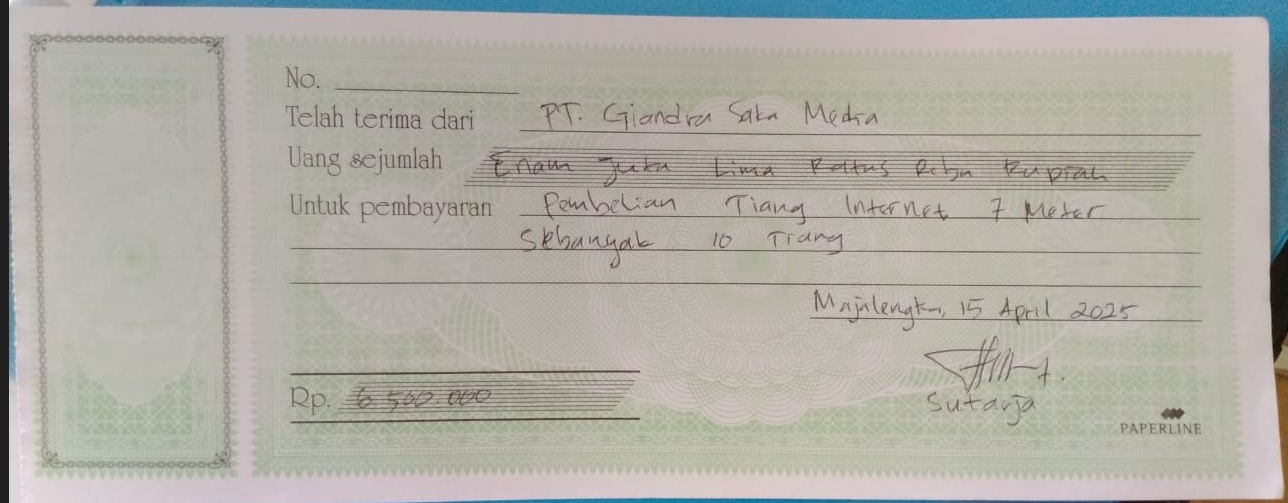 No.
Telah terima dari PT. Giandra Saka Media
Uang sejumlah Enam Juta Lima Ratus Ribu Rupiah
Untuk pembayaran Pembelian Tiang Internet 7 Meter
Sebanyak 10 Tiang
Majalengka, 15 April 2025
Rp. 6 500.000
Sutarja
PAPERLINE